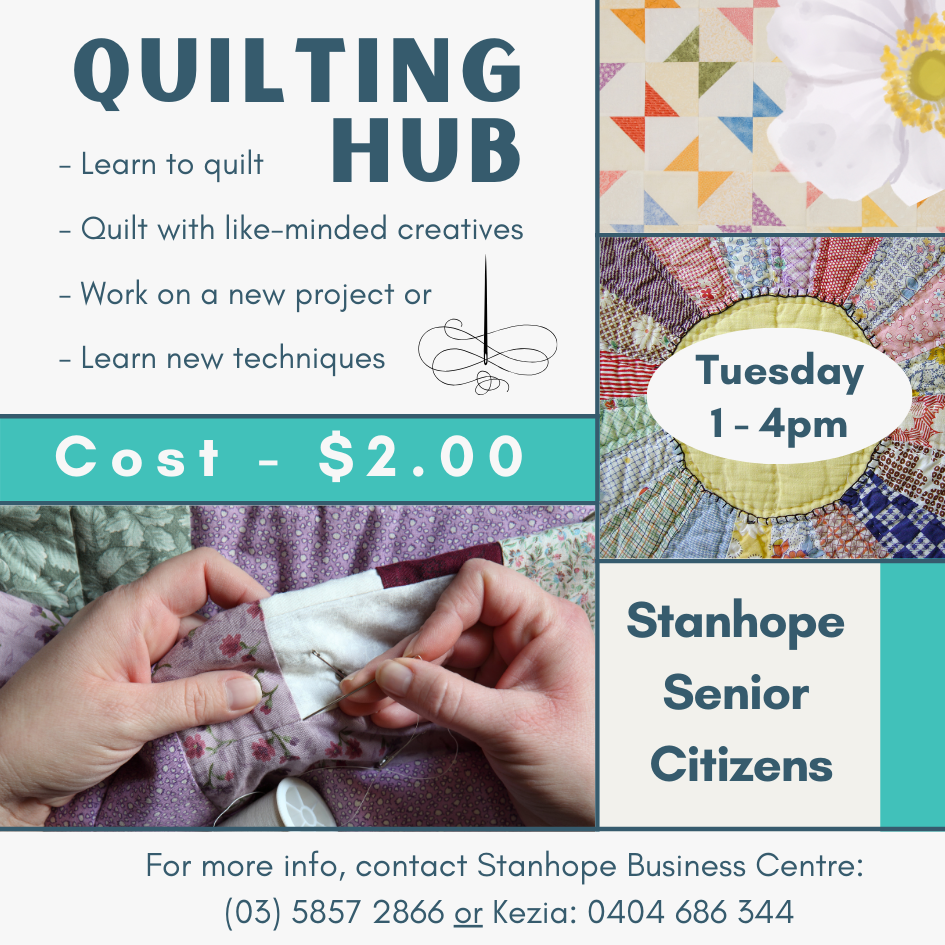 QUILTING
HUB
- Learn to quilt
- Quilt with like-minded creatives
- Work on a new project or
- Learn new techniques
Cost - $2.00
Tuesday
1 - 4pm
Stanhope
Senior
Citizens
For more info, contact Stanhope Business Centre:
(03) 5857 2866 or Kezia: 0404 686 344